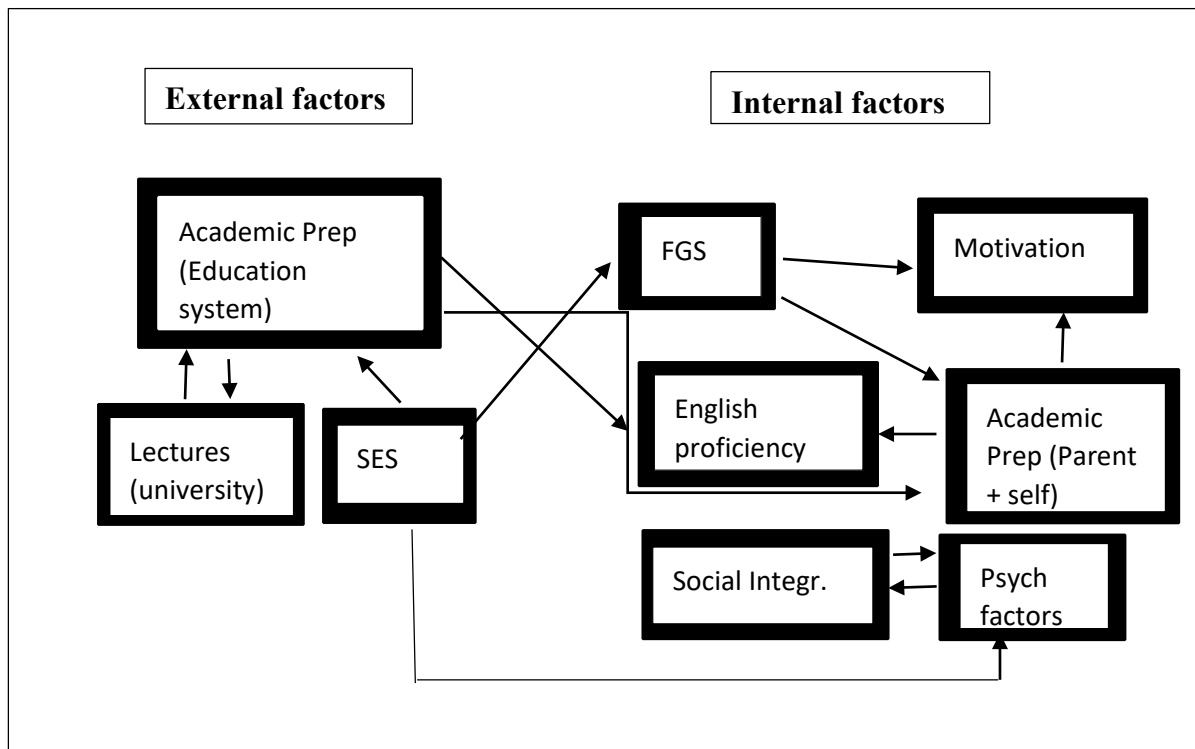 External factors
Internal factors
Academic Prep
(Education
system)
FGS
Motivation
Lectures
(university)
SES
English
proficiency
Academic
Prep (Parent
+ self)
Social Integr.
Psych
factors